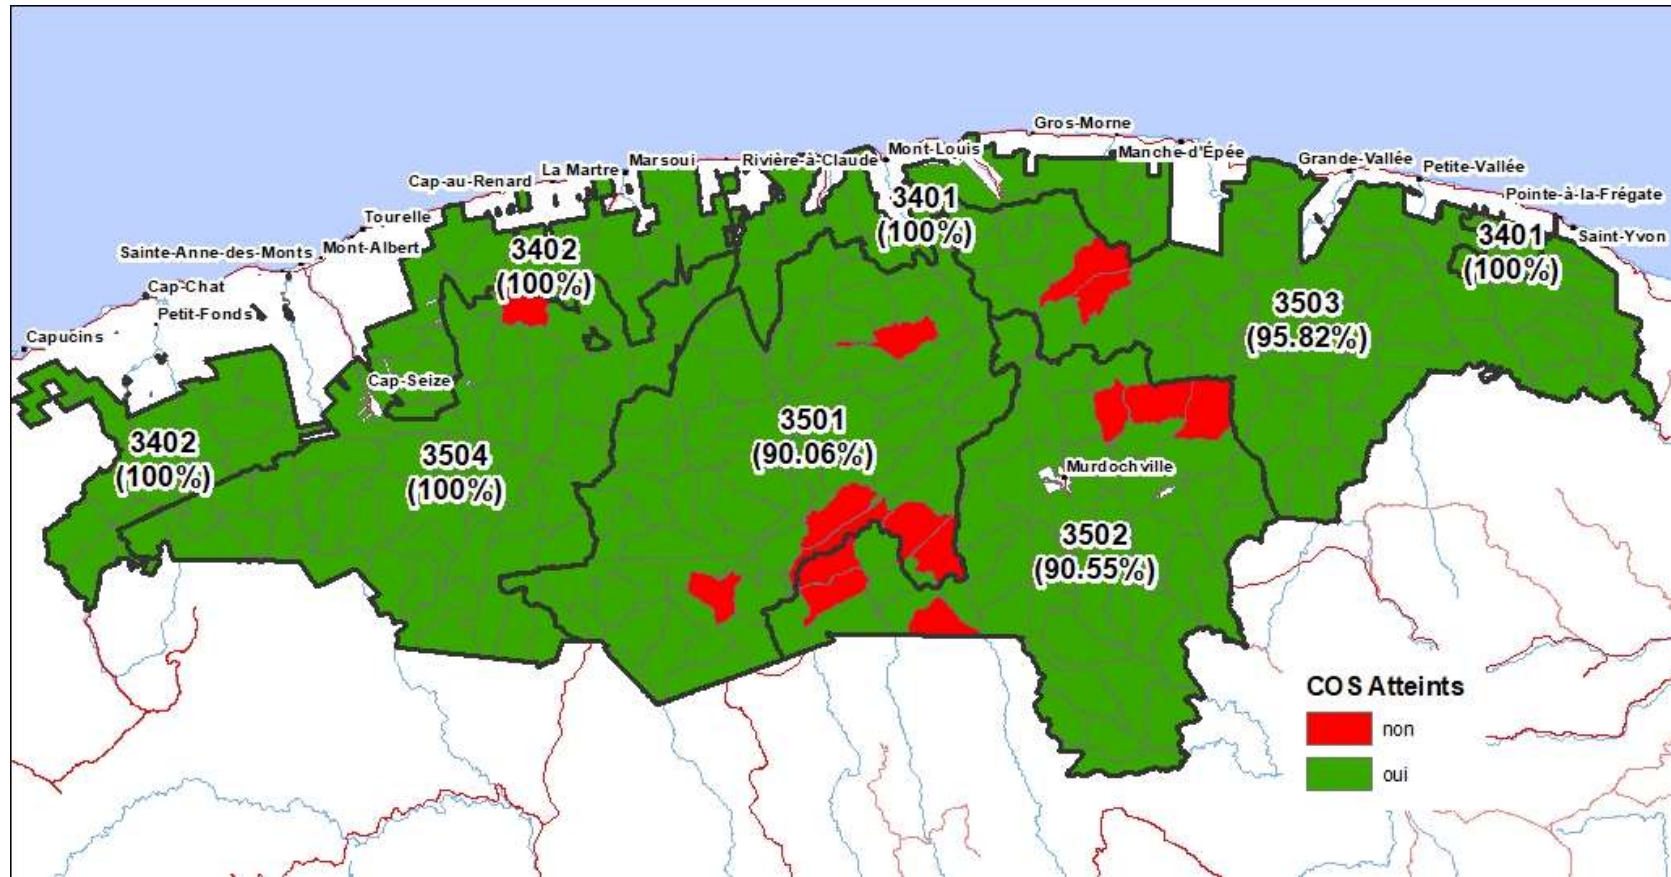 Gros-Morne
Mont-Louis
Manche-d'Épée
Marsoui
Rivière-à-Claude
La Martre
Grande-Vallée
Petite-Vallée
Cap-au-Renard
Pointe-à-la-Frégate
3401
(100%)
Tourelle
Saint-Yvon
3401
(100%)
Sainte-Anne-des-Monts
Mont-Albert
3402
(100%)
Cap-Chat
Petit-Fonds
3503
(95.82%)
Capucins
Cap-Seize
3501
(90.06%)
3402
(100%)
3504
(100%)
Murdochville
3502
(90.55%)
COS Atteints
non
oui